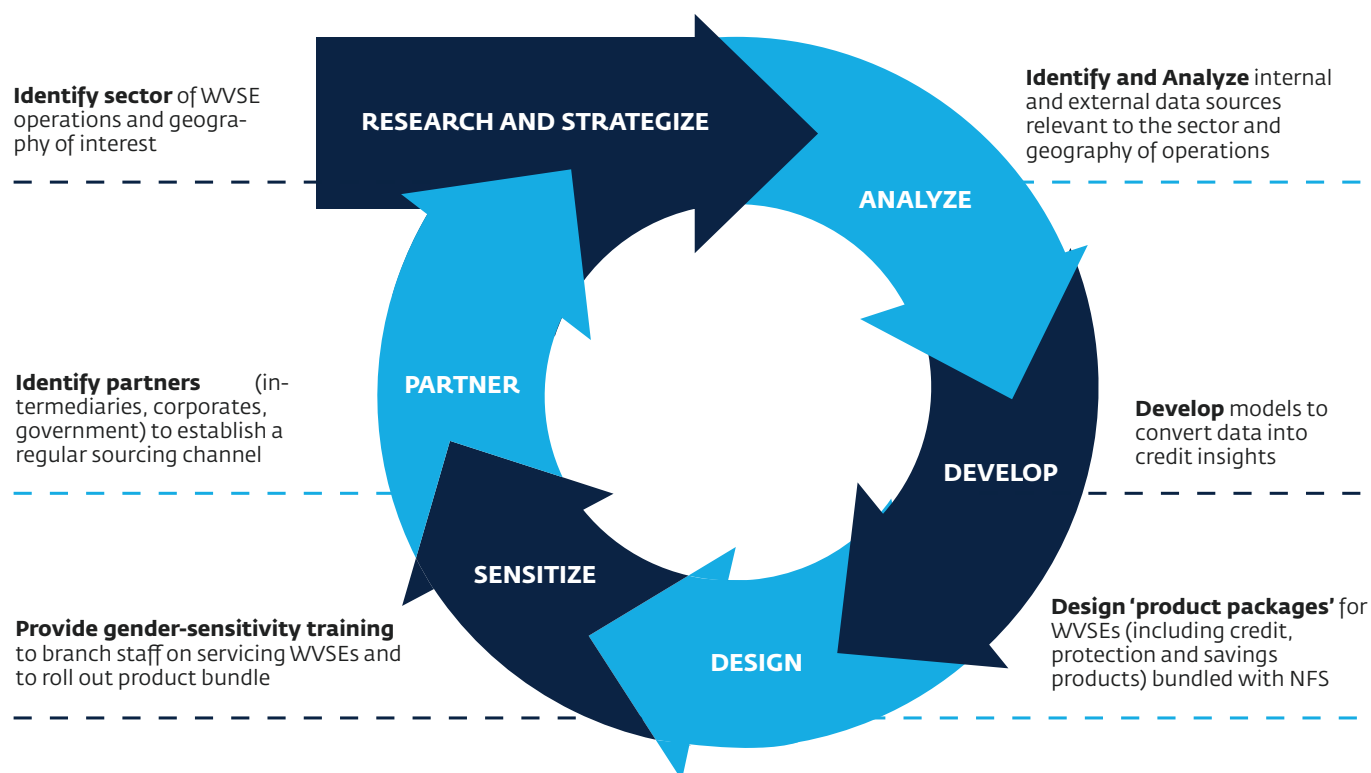 Identify sector of WVSE
operations and geogra-
phy of interest
RESEARCH AND STRATEGIZE
Identify and Analyze internal
and external data sources
relevant to the sector and
geography of operations
ANALYZE
Identify partners (in-
termediaries, corporates,
government) to establish a
regular sourcing channel
PARTNER
Develop models to
convert data into
credit insights
DEVELOP
SENSITIZE
Provide gender-sensitivity training
to branch staff on servicing WVSEs and
to roll out product bundle
DESIGN
Design ‘product packages’ for
WVSEs (including credit,
protection and savings
products) bundled with NFS